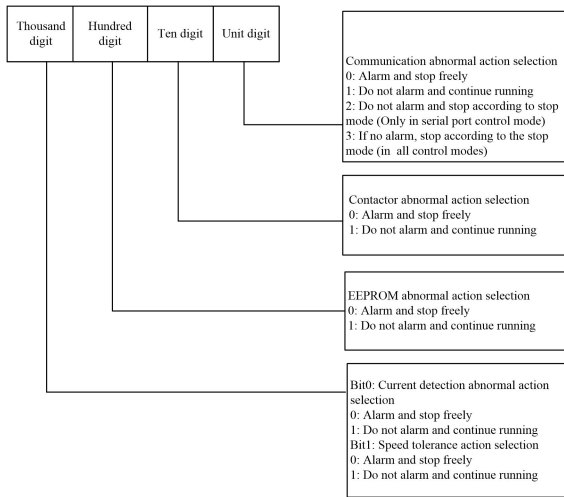 Thousand
digit
Hundred
digit
Ten digit
Unit digit
Communication abnormal action selection
0: Alarm and stop freely
1: Do not alarm and continue running
2: Do not alarm and stop according to stop
mode (Only in serial port control mode)
3: If no alarm, stop according to the stop
mode (in  all control modes)
Contactor abnormal action selection
0: Alarm and stop freely
1: Do not alarm and continue running
EEPROM abnormal action selection
0: Alarm and stop freely
1: Do not alarm and continue running
Bit0: Current detection abnormal action
selection
0: Alarm and stop freely
1: Do not alarm and continue running
Bit1: Speed tolerance action selection
0: Alarm and stop freely
1: Do not alarm and continue running